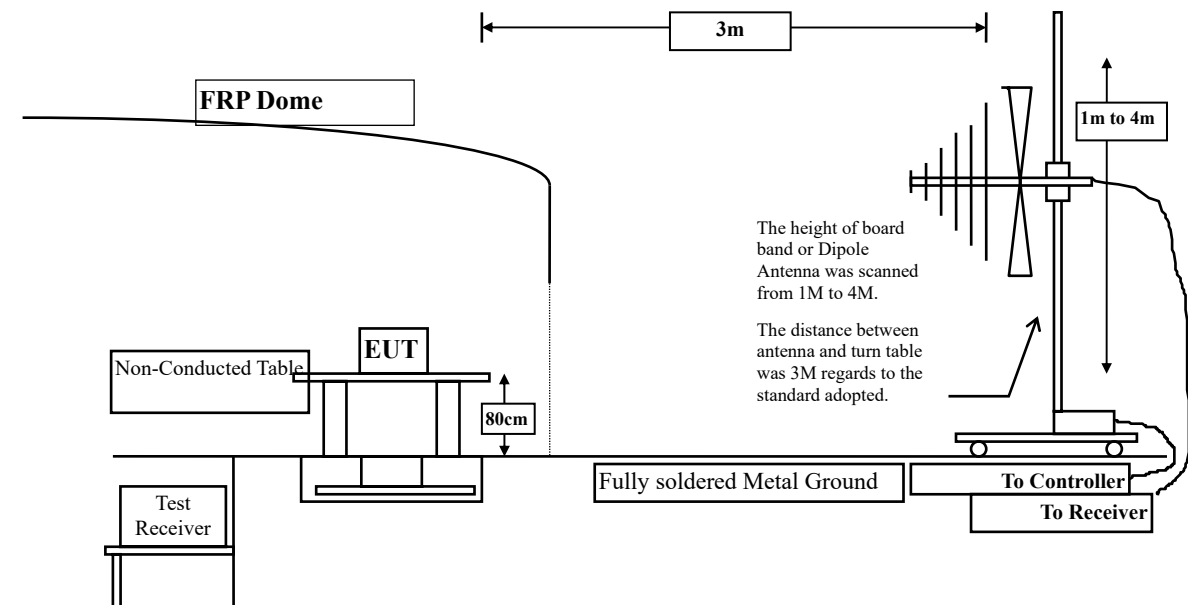 3m
FRP Dome
1m to 4m
The height of board
band or Dipole
Antenna was scanned
from 1M to 4M.
The distance between
antenna and turn table
was 3M regards to the
standard adopted.
EUT
Non-Conducted Table
80cm
Fully soldered Metal Ground
To Controller
To Receiver
Test
Receiver